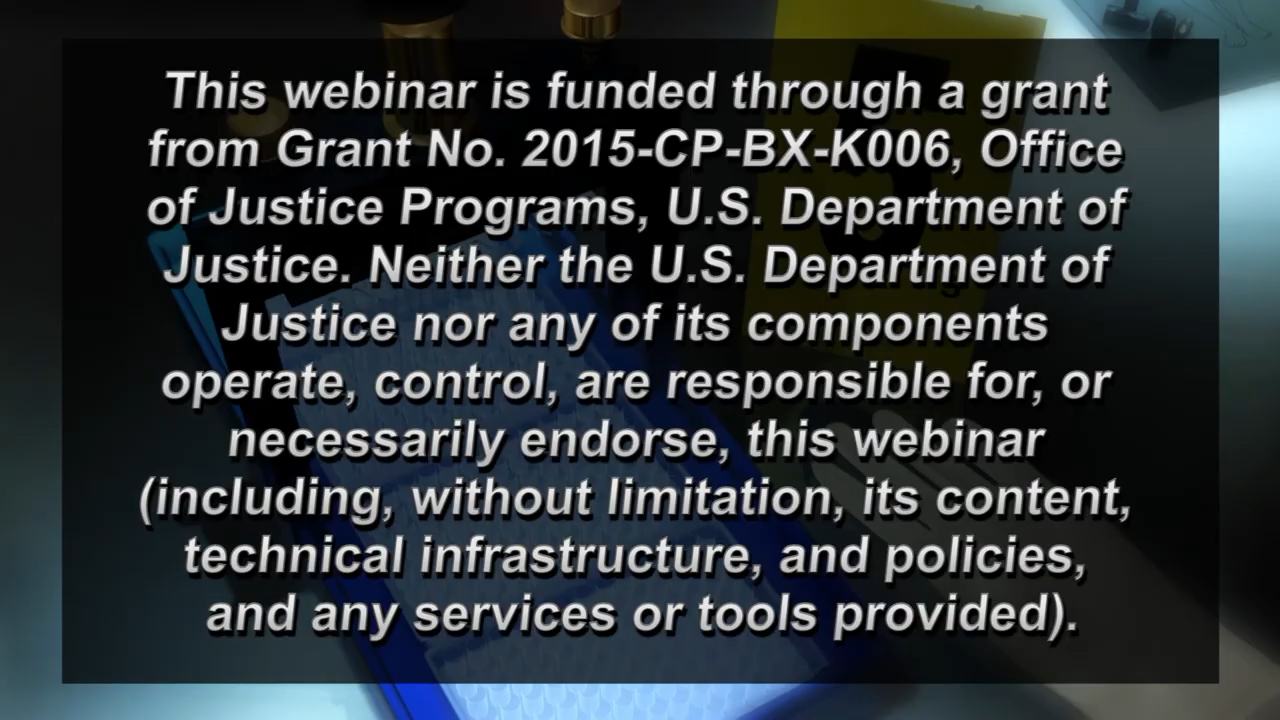 This webinar is funded through a grant
from Grant No. 2015-CP-BX-K006, Office
of Justice Programs, U.S. Department of
Justice. Neither the U.S. Department of
Justice nor any of its components
operate, control, are responsible for, or
necessarily endorse, this webinar
(including, without limitation, its content,
technical infrastructure, and policies,
and any services or tools provided).